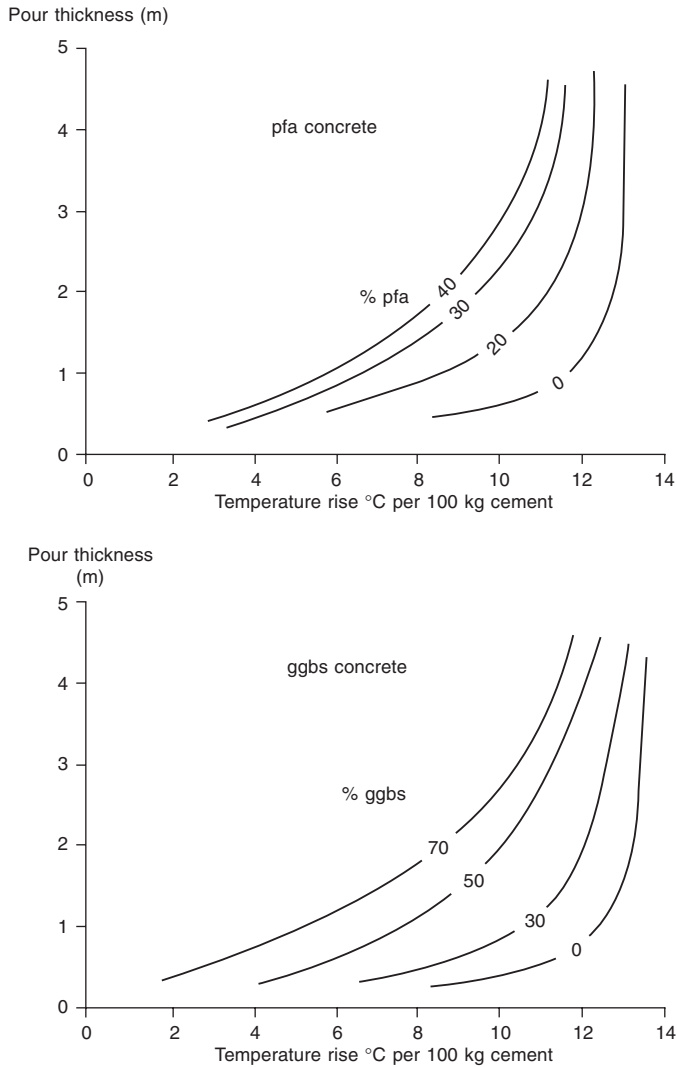 Pour thickness (m)
5
pfa concrete
4
3
% pfa
40
30
2
20
1
0
0
0 2 4 6 8 10 12 14
Temperature rise °C per 100 kg cement
Pour thickness
(m)
5
ggbs concrete
4
3
% ggbs
70
2
50
1
30
0
0
0 2 4 6 8 10 12 14
Temperature rise °C per 100 kg cement